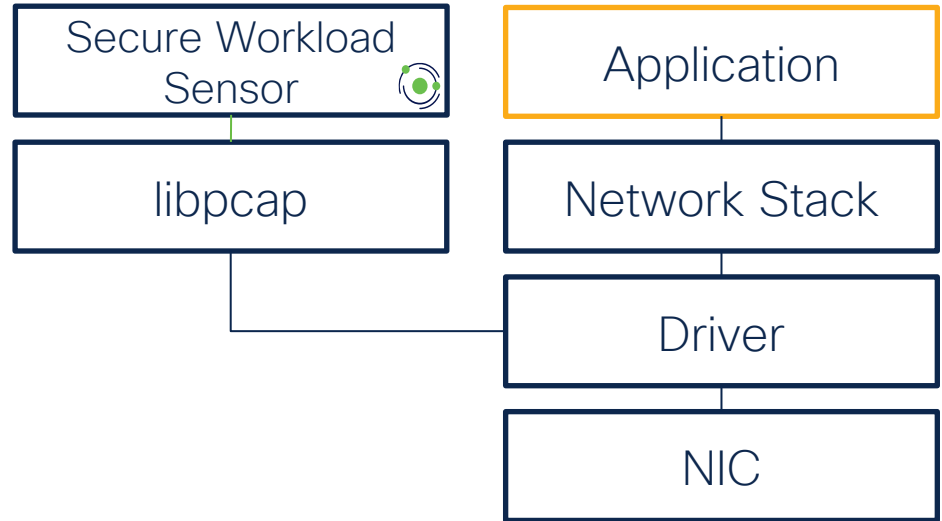 Secure Workload
Sensor
Application
libpcap
Network Stack
Driver
NIC